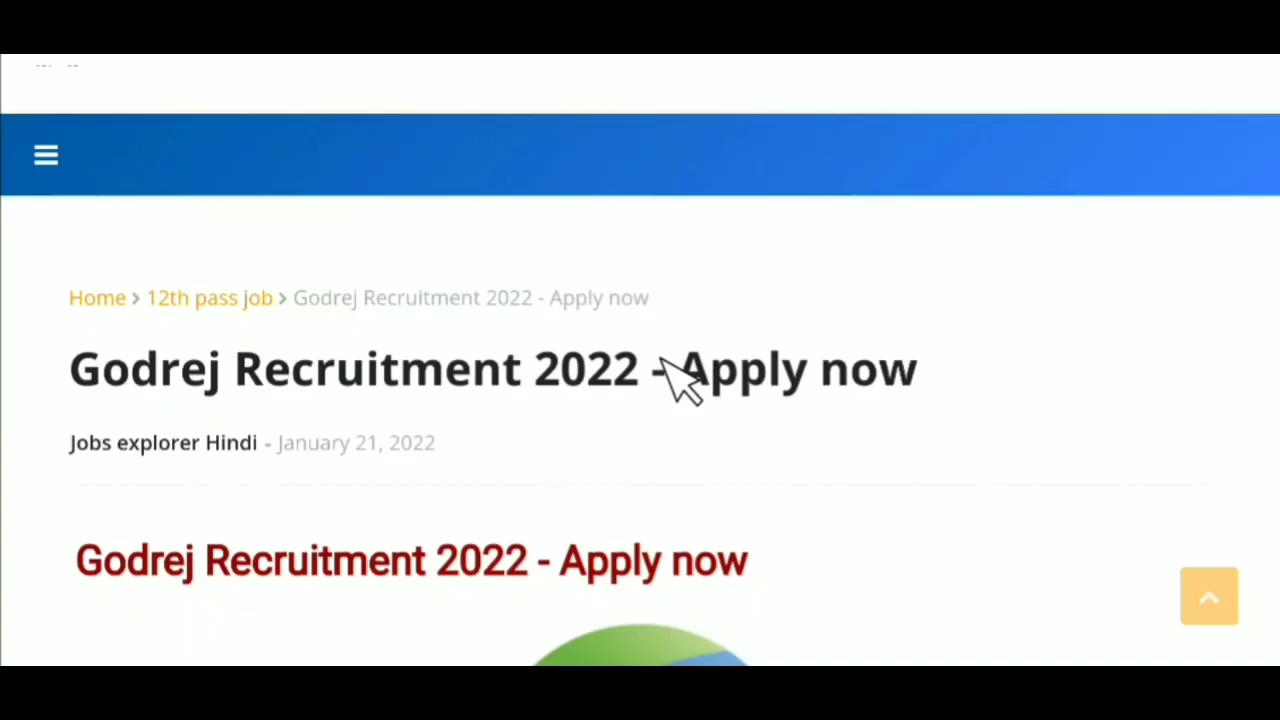 Home > 12th pass job > Godrej Recruitment 2022 - Apply now
Godrej Recruitment 2022 - Apply now
Jobs explorer Hindi - January 21, 2022
Godrej Recruitment 2022 - Apply now